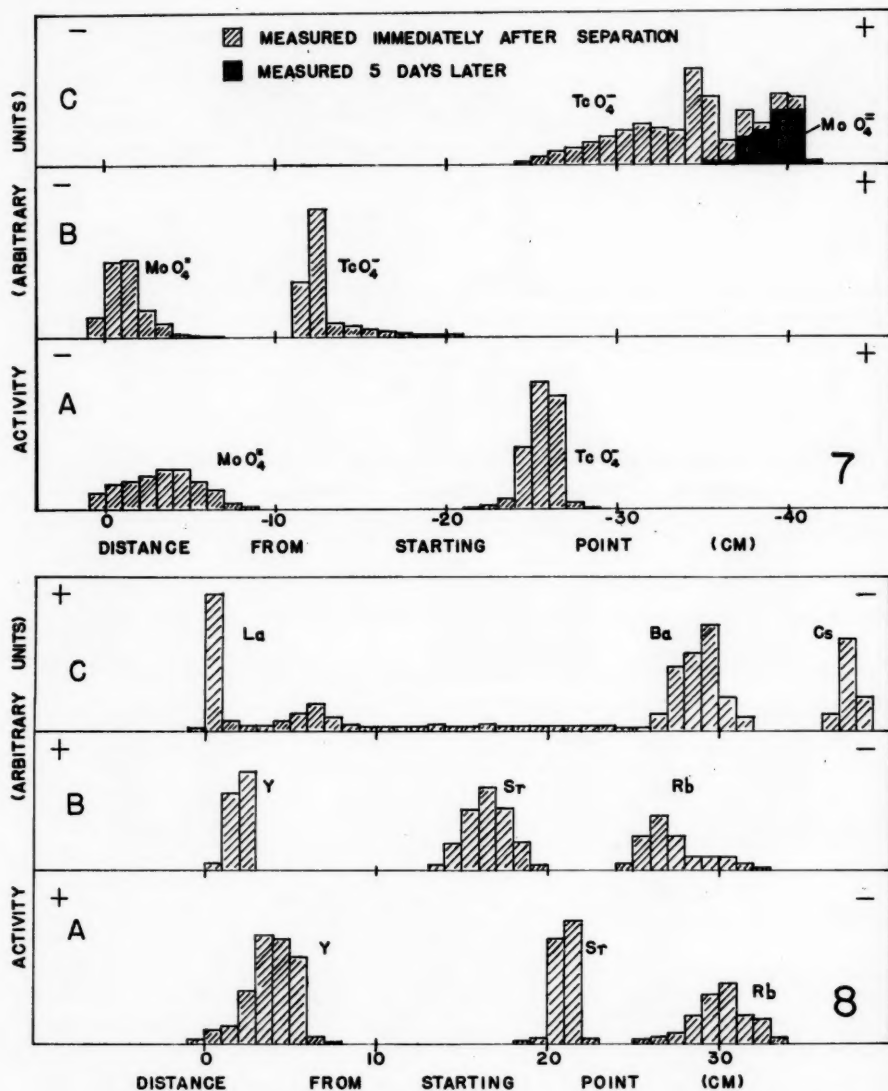 − +
MEASURED IMMEDIATELY AFTER SEPARATION
MEASURED 5 DAYS LATER
C
TcO4−
MoO4=
− +
B
MoO4=
TcO4−
− +
A
MoO4=
TcO4−
7
ACTIVITY (ARBITRARY UNITS)
0 -10 -20 -30 -40
DISTANCE FROM STARTING POINT (CM)
+ −
C
La Ba Cs
+ −
B
Y Sr Rb
+ −
A
Y Sr Rb
8
ACTIVITY (ARBITRARY UNITS)
0 10 20 30
DISTANCE FROM STARTING POINT (CM)